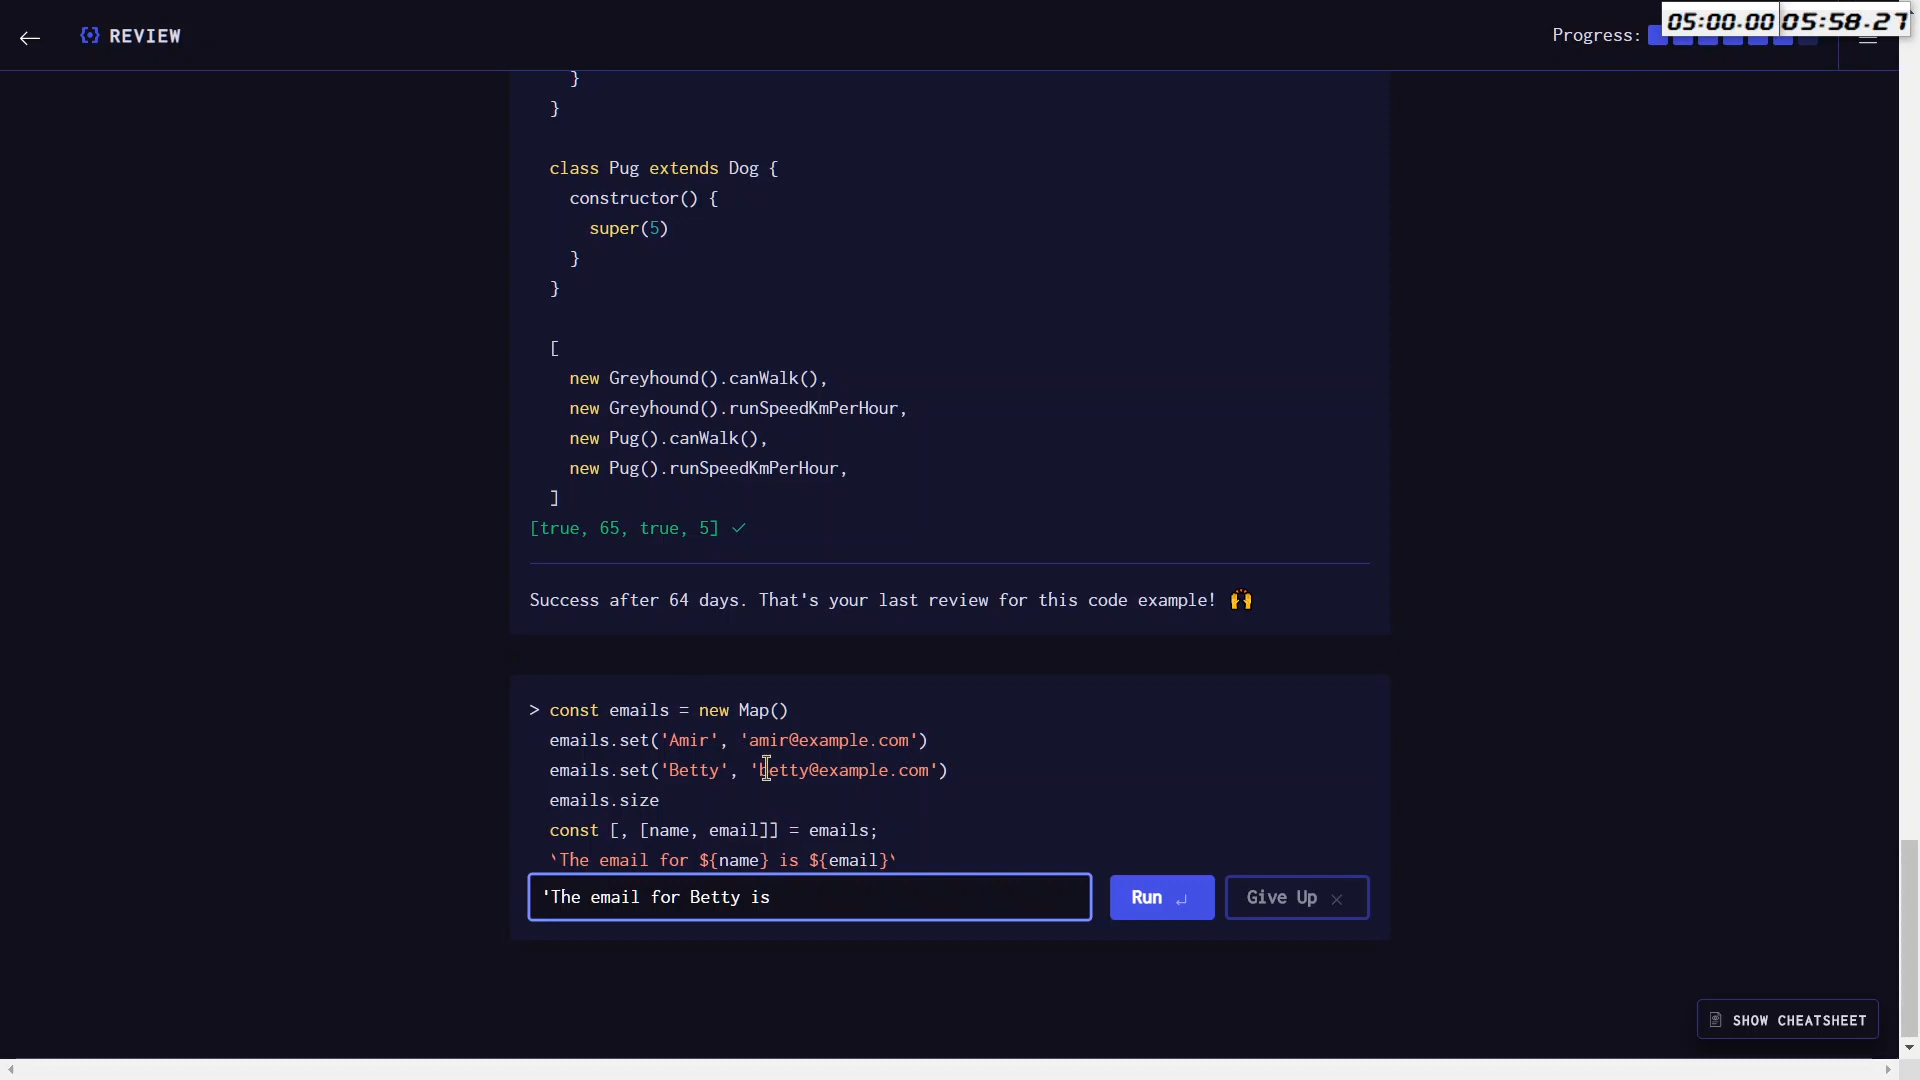 REVIEW
Progress:
05:00.00 05:58.27
}
}
class Pug extends Dog {
constructor() {
super(5)
}
}
[
new Greyhound().canWalk(),
new Greyhound().runSpeedKmPerHour,
new Pug().canWalk(),
new Pug().runSpeedKmPerHour,
]
[true, 65, true, 5] ✓
Success after 64 days. That's your last review for this code example! 🙌
> const emails = new Map()
emails.set('Amir', 'amir@example.com')
emails.set('Betty', 'betty@example.com')
emails.size
const [, [name, email]] = emails;
`The email for ${name} is ${email}`
'The email for Betty is
Run ↵
Give Up ×
SHOW CHEATSHEET